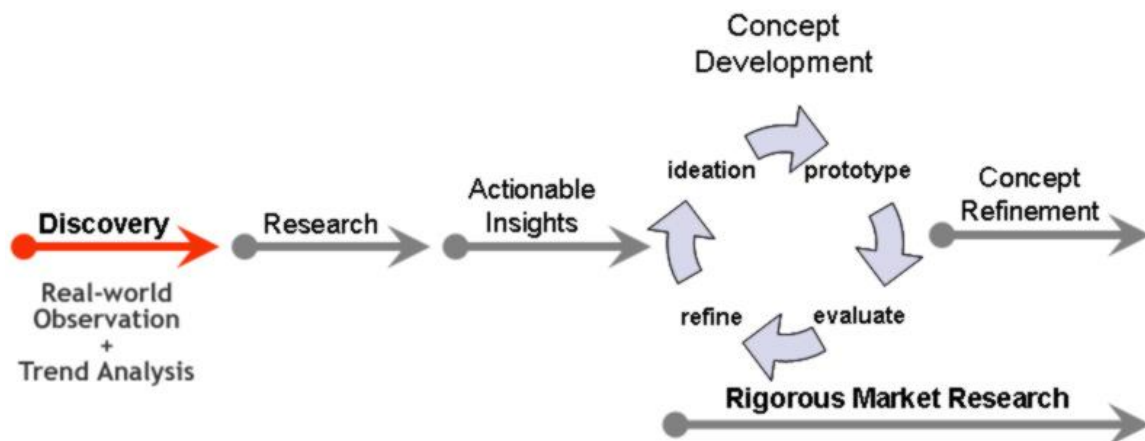 Concept
Development
ideation
prototype
Actionable
Insights
Concept
Refinement
Discovery
Research
Real-world
Observation
+
Trend Analysis
refine
evaluate
Rigorous Market Research